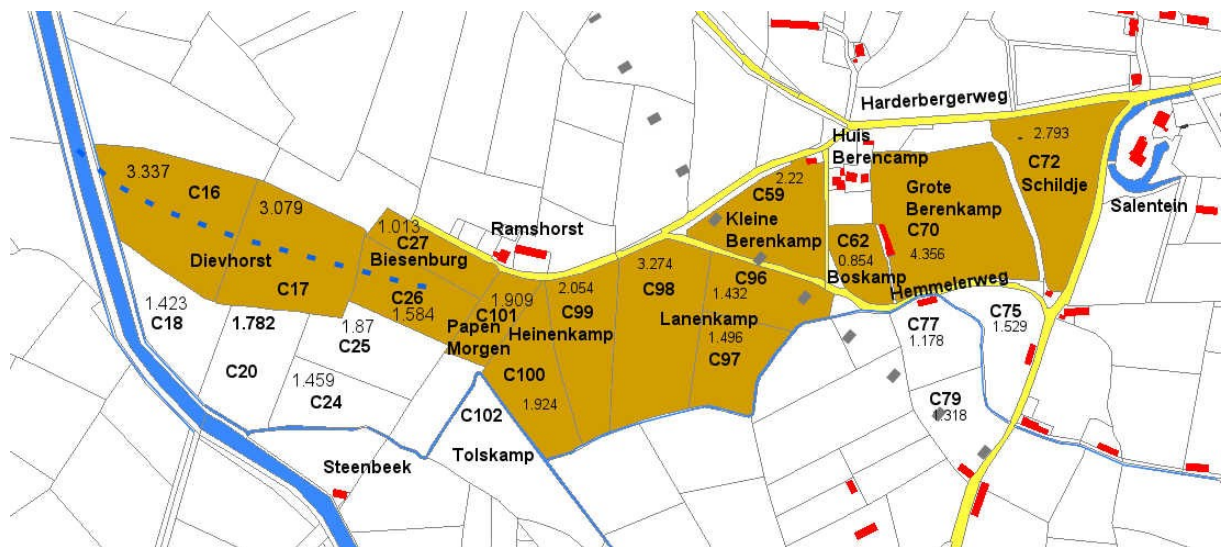 Harderbergerweg
2.793
Huis
Berencamp
C72
Schildje
3.337
C16
3.079
2.22
C59
Grote
Berenkamp
C70
4.356
Salentein
1.013
C27
Biesenburg
Ramshorst
Kleine
Berenkamp
C62
0.854
Boskamp
Hemmelerweg
Dievhorst
C17
C26
1.584
1.909
C101
2.054
C99
3.274
C98
C96
1.432
Lanenkamp
1.496
C97
1.423
C18
1.782
1.87
C25
Papen
Morgen
Heinenkamp
C77
1.178
C75
1.529
C20
1.459
C24
C100
1.924
C102
Tolskamp
C79
Steenbeek